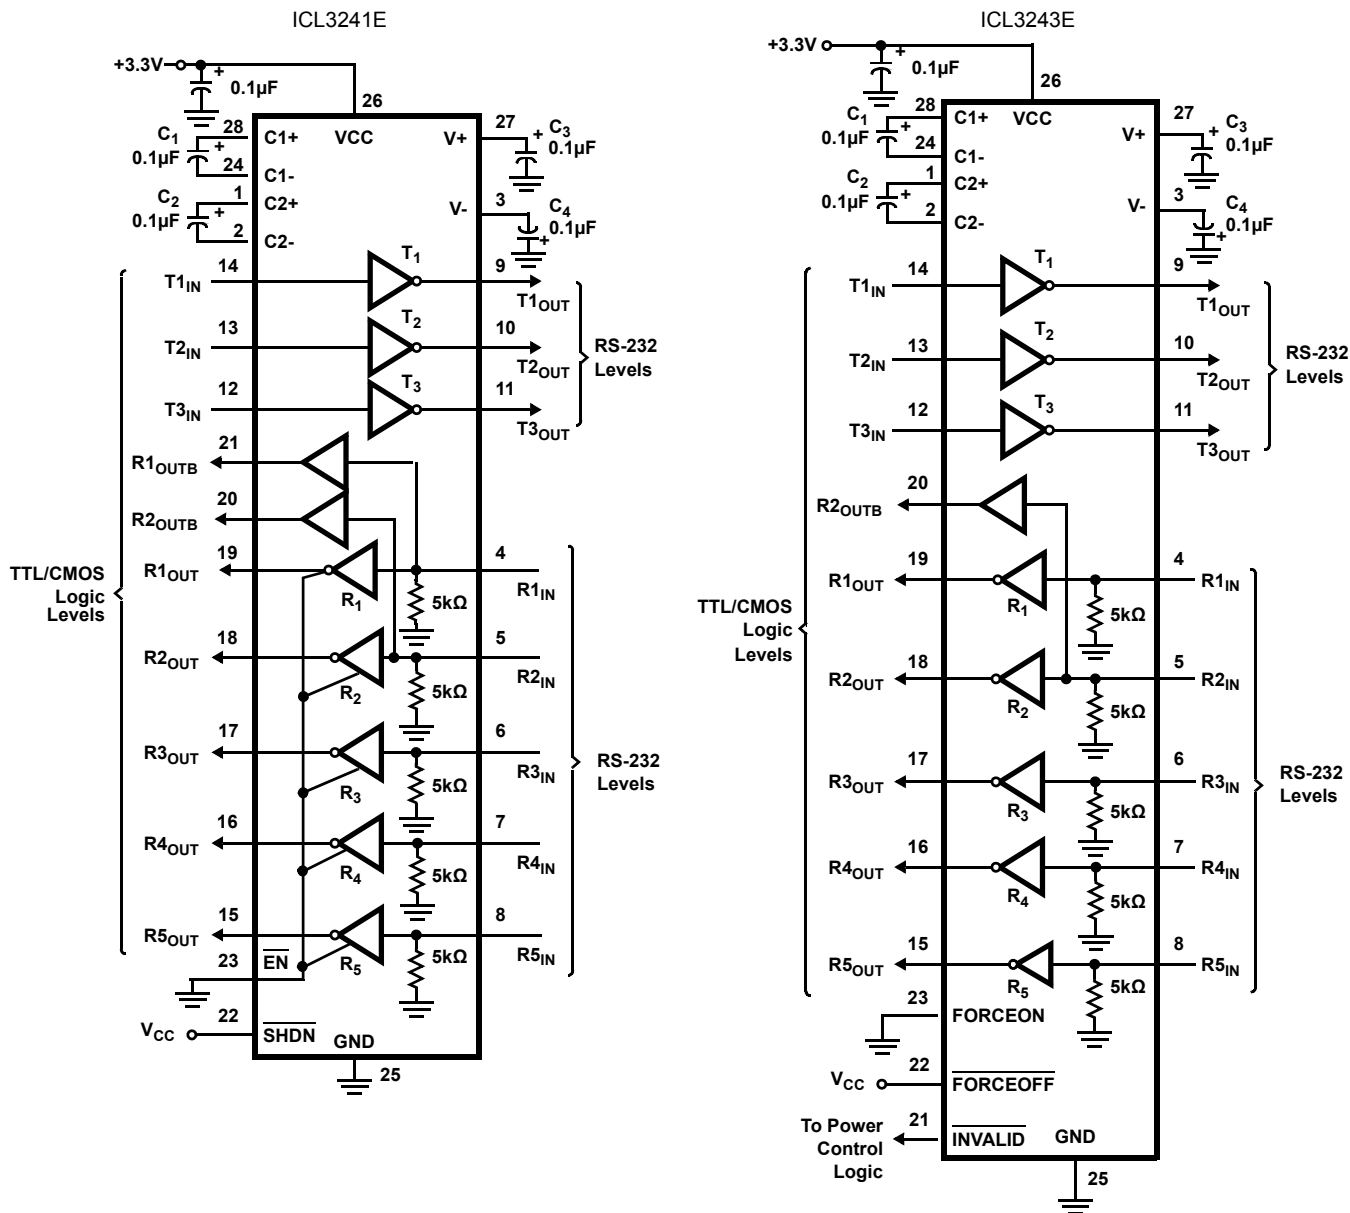 ICL3241E
+3.3V
+
0.1µF
26
C1
0.1µF
+
28
C1+
VCC
V+
27
+
C3
0.1µF
24
C1-
C2
0.1µF
+
1
C2+
V-
3
C4
0.1µF
+
2
C2-
T1IN
14
T1
9
T1OUT
T2IN
13
T2
10
T2OUT
RS-232
Levels
T3IN
12
T3
11
T3OUT
R1OUTB
21
R2OUTB
20
TTL/CMOS
Logic
Levels
R1OUT
19
R1
5kΩ
4
R1IN
R2OUT
18
R2
5kΩ
5
R2IN
R3OUT
17
R3
5kΩ
6
R3IN
RS-232
Levels
R4OUT
16
R4
5kΩ
7
R4IN
R5OUT
15
R5
5kΩ
8
R5IN
23
EN
VCC
22
SHDN
GND
25
ICL3243E
+3.3V
+
0.1µF
26
C1
0.1µF
+
28
C1+
VCC
V+
27
+
C3
0.1µF
24
C1-
C2
0.1µF
+
1
C2+
V-
3
C4
0.1µF
+
2
C2-
T1IN
14
T1
9
T1OUT
T2IN
13
T2
10
T2OUT
RS-232
Levels
T3IN
12
T3
11
T3OUT
R2OUTB
20
TTL/CMOS
Logic
Levels
R1OUT
19
R1
5kΩ
4
R1IN
R2OUT
18
R2
5kΩ
5
R2IN
R3OUT
17
R3
5kΩ
6
R3IN
RS-232
Levels
R4OUT
16
R4
5kΩ
7
R4IN
R5OUT
15
R5
5kΩ
8
R5IN
23
FORCEON
VCC
22
FORCEOFF
To Power
Control
Logic
21
INVALID
GND
25